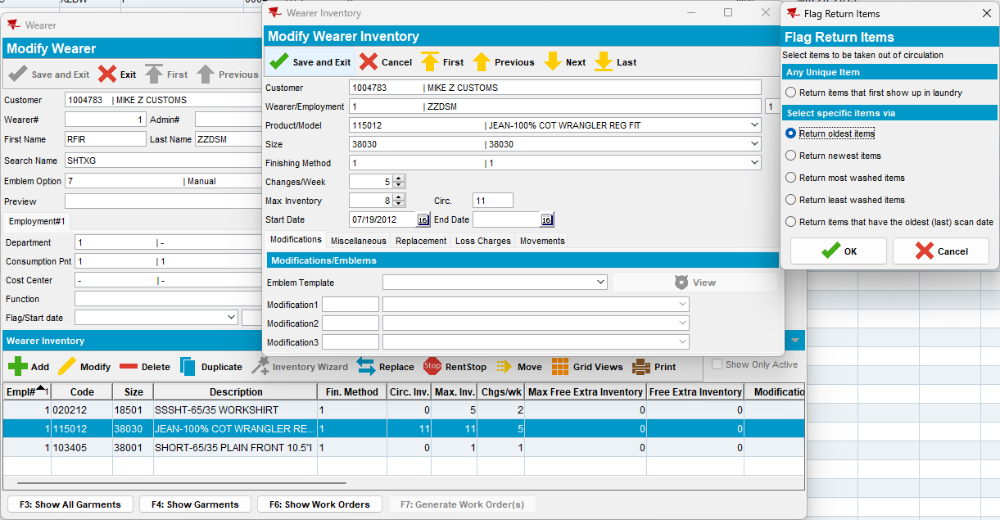 Wearer
Modify Wearer
Save and Exit
Exit
First
Previous
Customer
1004783 | MIKE Z CUSTOMS
Wearer#
1
Admin#
First Name
RFIR
Last Name
ZZDSM
Search Name
SHTXG
Emblem Option
7 | Manual
Preview
Employment#1
Department
1 | -
Consumption Pnt
1 | 1
Cost Center
- | -
Function
Flag/Start date
Wearer Inventory
Add
Modify
Delete
Duplicate
Inventory Wizard
Replace
Stop
RentStop
Move
Grid Views
Print
Show Only Active
Empl# 1 Code Size Description Fin. Method Circ. Inv. Max. Inv. Chgs/wk Max Free Extra Inventory Free Extra Inventory Modificatio
1 020212 18501 SSSHT-65/35 WORKSHIRT 1 0 5 2 0 0
1 115012 38030 JEAN-100% COT WRANGLER RE... 1 11 11 5 0 0
1 103405 38001 SHORT-65/35 PLAIN FRONT 10.5"I 1 0 1 1 0 0
F3: Show All Garments
F4: Show Garments
F6: Show Work Orders
F7: Generate Work Order(s)
Wearer Inventory
Modify Wearer Inventory
Save and Exit
Cancel
First
Previous
Next
Last
Customer
1004783 | MIKE Z CUSTOMS
Wearer/Employment
1 | ZZDSM
1
Product/Model
115012 | JEAN-100% COT WRANGLER REG FIT
Size
38030 | 38030
Finishing Method
1 | 1
Changes/Week
5
Max Inventory
8
Circ.
11
Start Date
07/19/2012
16
End Date
16
Modifications
Miscellaneous
Replacement
Loss Charges
Movements
Modifications/Emblems
Emblem Template
View
Modification1
Modification2
Modification3
Flag Return Items
Flag Return Items
Select items to be taken out of circulation
Any Unique Item
Return items that first show up in laundry
Select specific items via
Return oldest items
Return newest items
Return most washed items
Return least washed items
Return items that have the oldest (last) scan date
OK
Cancel